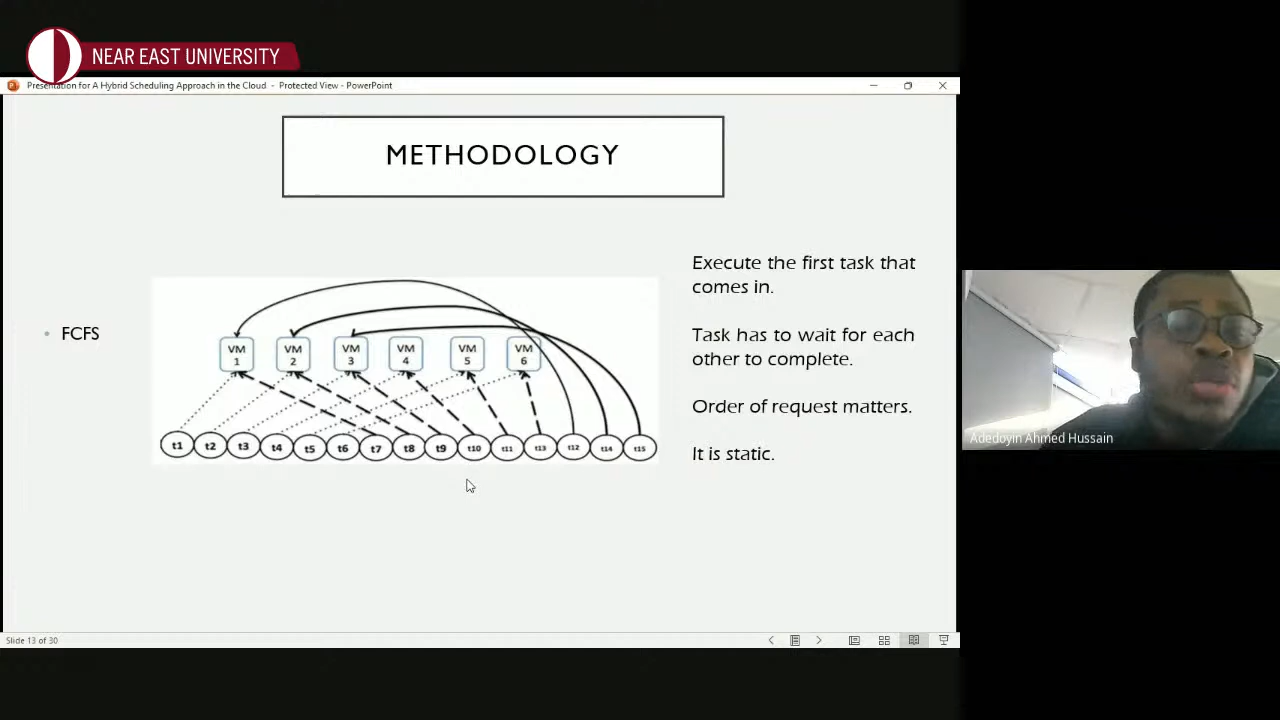 NEAR EAST UNIVERSITY
Presentation for A Hybrid Scheduling Approach in the Cloud - Protected View - PowerPoint
METHODOLOGY
FCFS
VM
1
VM
2
VM
3
VM
4
VM
5
VM
6
t1 t2 t3 t4 t5 t6 t7 t8 t9 t10 t11 t13 t12 t14 t15
Execute the first task that
comes in.
Task has to wait for each
other to complete.
Order of request matters.
It is static.
Adedoyin Ahmed Hussain
Slide 13 of 30